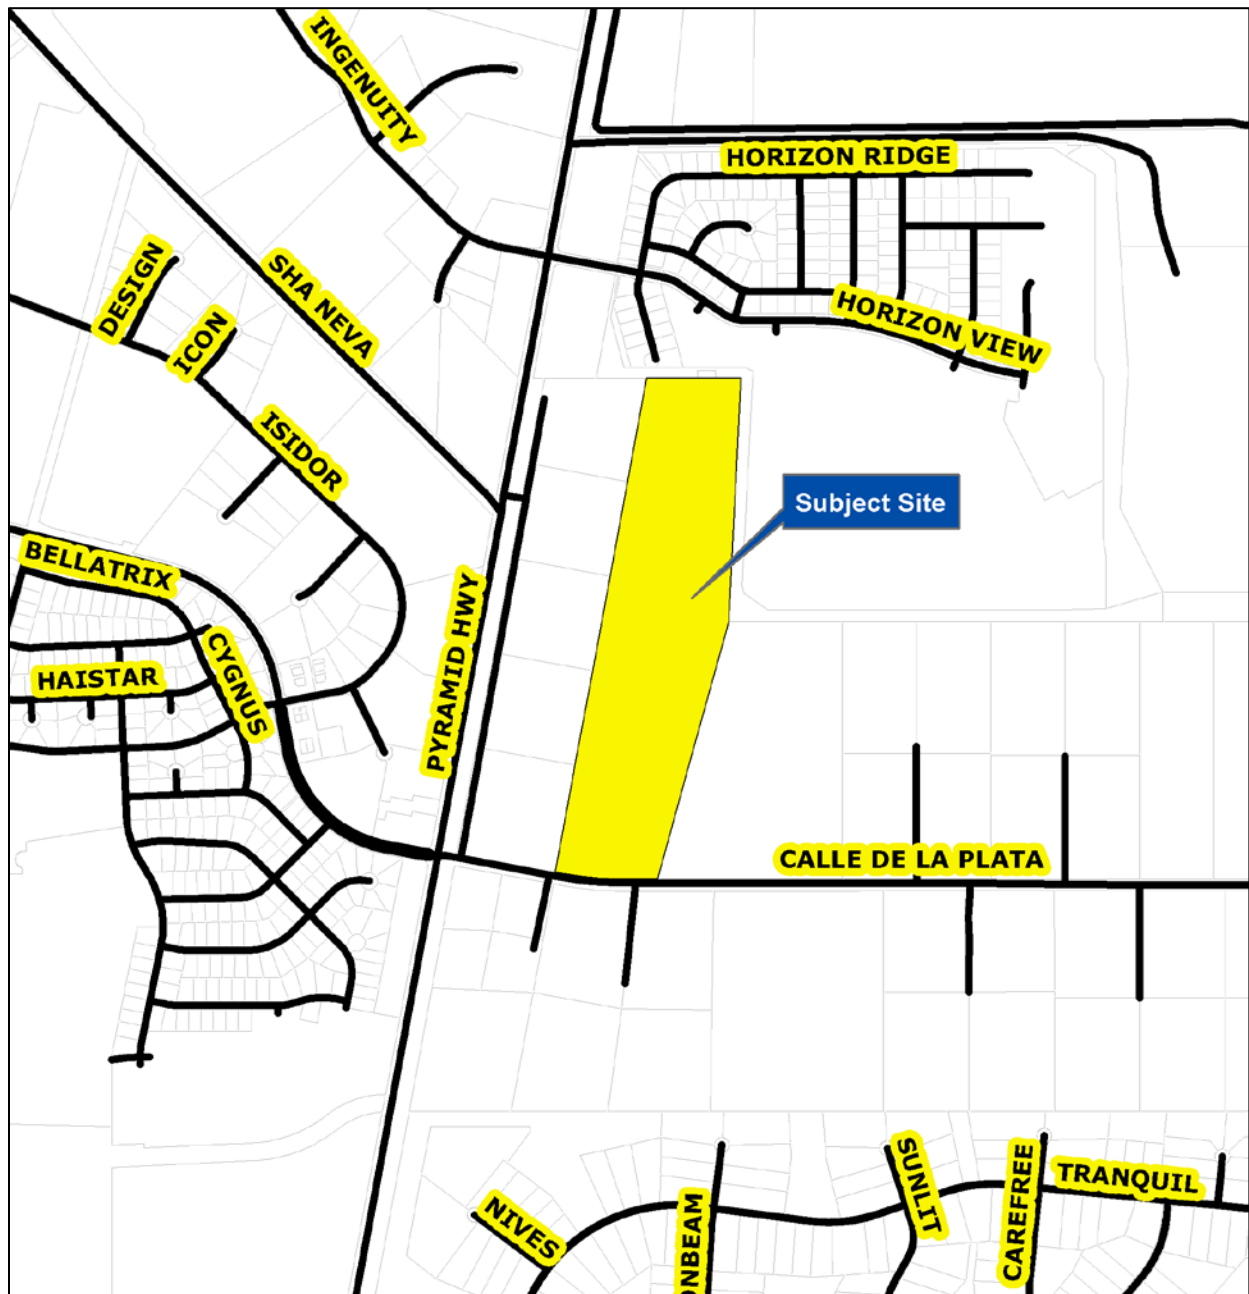 INGENUITY
HORIZON RIDGE
DESIGN
SHA NEVA
ICON
HORIZON VIEW
ISIDOR
Subject Site
BELLATRIX
PYRAMID HWY
CYGNUS
HAISTAR
CALLE DE LA PLATA
NIVES
ONBEAM
SUNLIT
CAREFREE
TRANQUIL